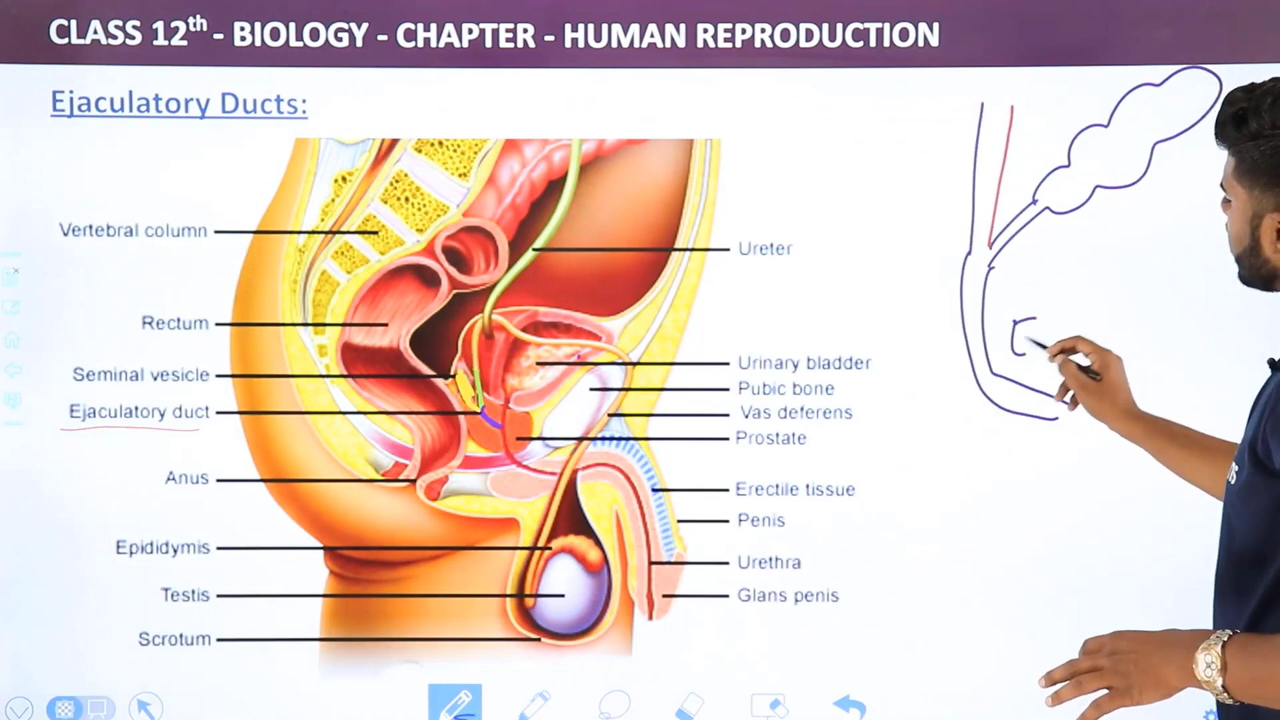 CLASS 12th - BIOLOGY - CHAPTER - HUMAN REPRODUCTION
Ejaculatory Ducts:
Vertebral column
Rectum
Seminal vesicle
Ejaculatory duct
Anus
Epididymis
Testis
Scrotum
Ureter
Urinary bladder
Pubic bone
Vas deferens
Prostate
Erectile tissue
Penis
Urethra
Glans penis